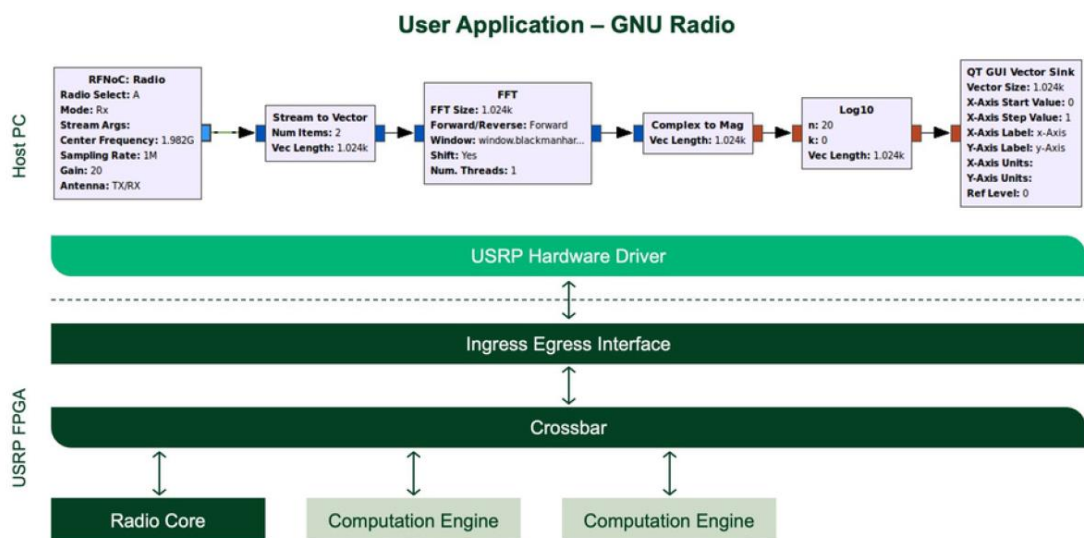 User Application – GNU Radio
Host PC
RFNoC: Radio
Radio Select: A
Mode: Rx
Stream Args:
Center Frequency: 1.982G
Sampling Rate: 1M
Gain: 20
Antenna: TX/RX
Stream to Vector
Num Items: 2
Vec Length: 1.024k
FFT
FFT Size: 1.024k
Forward/Reverse: Forward
Window: window.blackmanhar...
Shift: Yes
Num. Threads: 1
Complex to Mag
Vec Length: 1.024k
Log10
n: 20
k: 0
Vec Length: 1.024k
QT GUI Vector Sink
Vector Size: 1.024k
X-Axis Start Value: 0
X-Axis Step Value: 1
X-Axis Label: x-Axis
Y-Axis Label: y-Axis
X-Axis Units:
Y-Axis Units:
Ref Level: 0
USRP Hardware Driver
USRP FPGA
Ingress Egress Interface
Crossbar
Radio Core
Computation Engine
Computation Engine